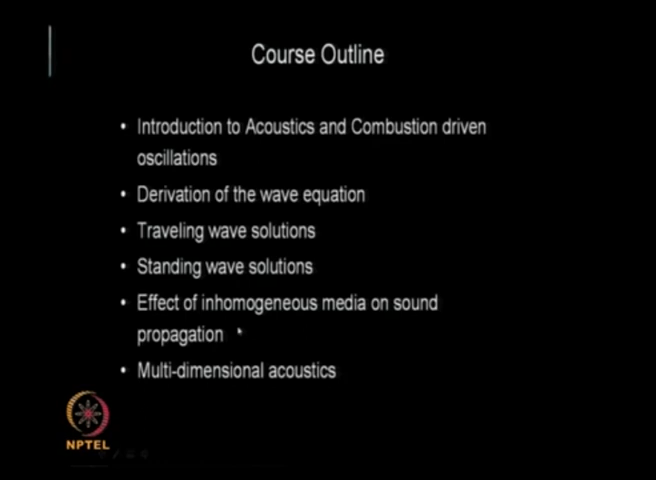 Course Outline
• Introduction to Acoustics and Combustion driven
oscillations
• Derivation of the wave equation
• Traveling wave solutions
• Standing wave solutions
• Effect of inhomogeneous media on sound
propagation
• Multi-dimensional acoustics
NPTEL